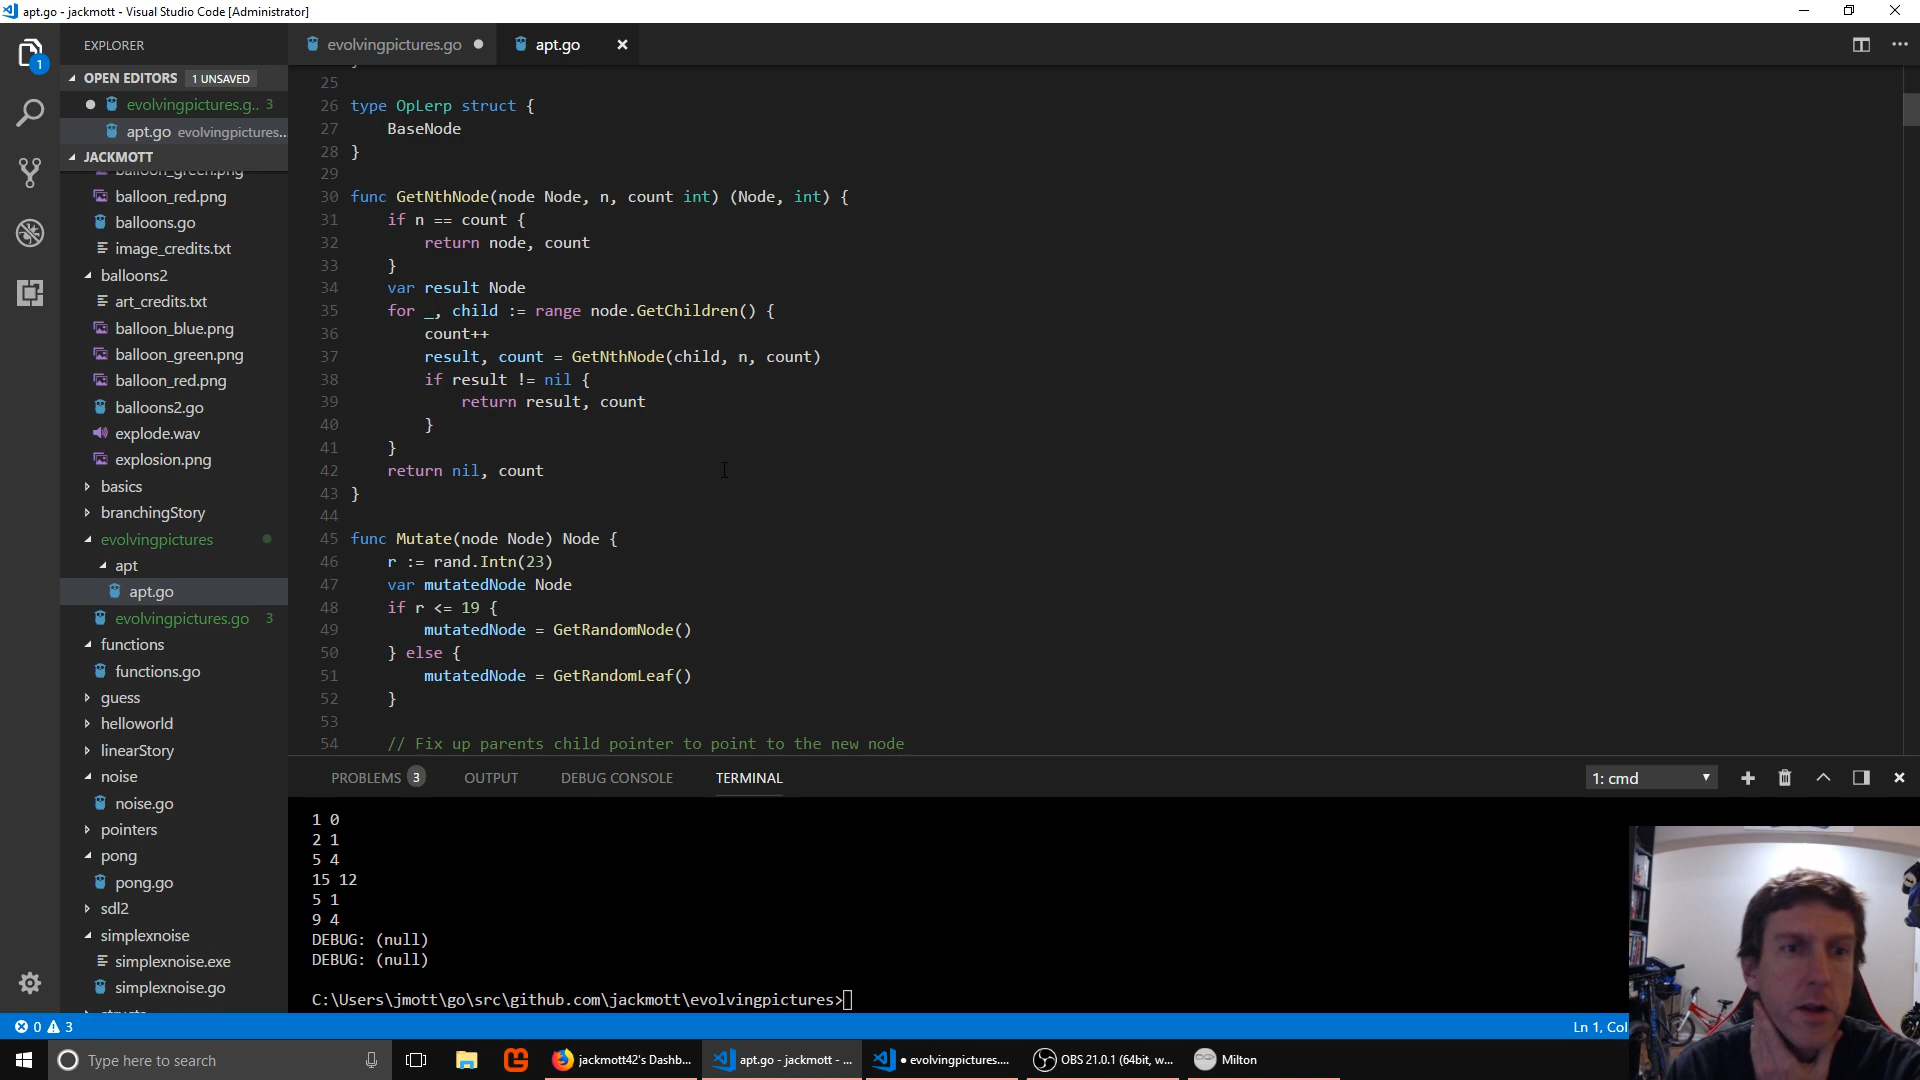 apt.go - jackmott - Visual Studio Code [Administrator]
EXPLORER
evolvingpictures.go
apt.go
1
OPEN EDITORS 1 UNSAVED
evolvingpictures.g.. 3
apt.go evolvingpictures...
JACKMOTT
balloon_green.png
balloon_red.png
balloons.go
image_credits.txt
balloons2
art_credits.txt
balloon_blue.png
balloon_green.png
balloon_red.png
balloons2.go
explode.wav
explosion.png
basics
branchingStory
evolvingpictures
apt
apt.go
evolvingpictures.go 3
functions
functions.go
guess
helloworld
linearStory
noise
noise.go
pointers
pong
pong.go
sdl2
simplexnoise
simplexnoise.exe
simplexnoise.go
25
26 type OpLerp struct {
27 BaseNode
28 }
29
30 func GetNthNode(node Node, n, count int) (Node, int) {
31 if n == count {
32 return node, count
33 }
34 var result Node
35 for _, child := range node.GetChildren() {
36 count++
37 result, count = GetNthNode(child, n, count)
38 if result != nil {
39 return result, count
40 }
41 }
42 return nil, count
43 }
44
45 func Mutate(node Node) Node {
46 r := rand.Intn(23)
47 var mutatedNode Node
48 if r <= 19 {
49 mutatedNode = GetRandomNode()
50 } else {
51 mutatedNode = GetRandomLeaf()
52 }
53
54 // Fix up parents child pointer to point to the new node
PROBLEMS 3 OUTPUT DEBUG CONSOLE TERMINAL 1: cmd
1 0
2 1
5 4
15 12
5 1
9 4
DEBUG: (null)
DEBUG: (null)
C:\Users\jmott\go\src\github.com\jackmott\evolvingpictures>
0 3 Ln 1, Col
Type here to search
jackmott42's Dashb...
apt.go - jackmott - ...
● evolvingpictures....
OBS 21.0.1 (64bit, w...
Milton